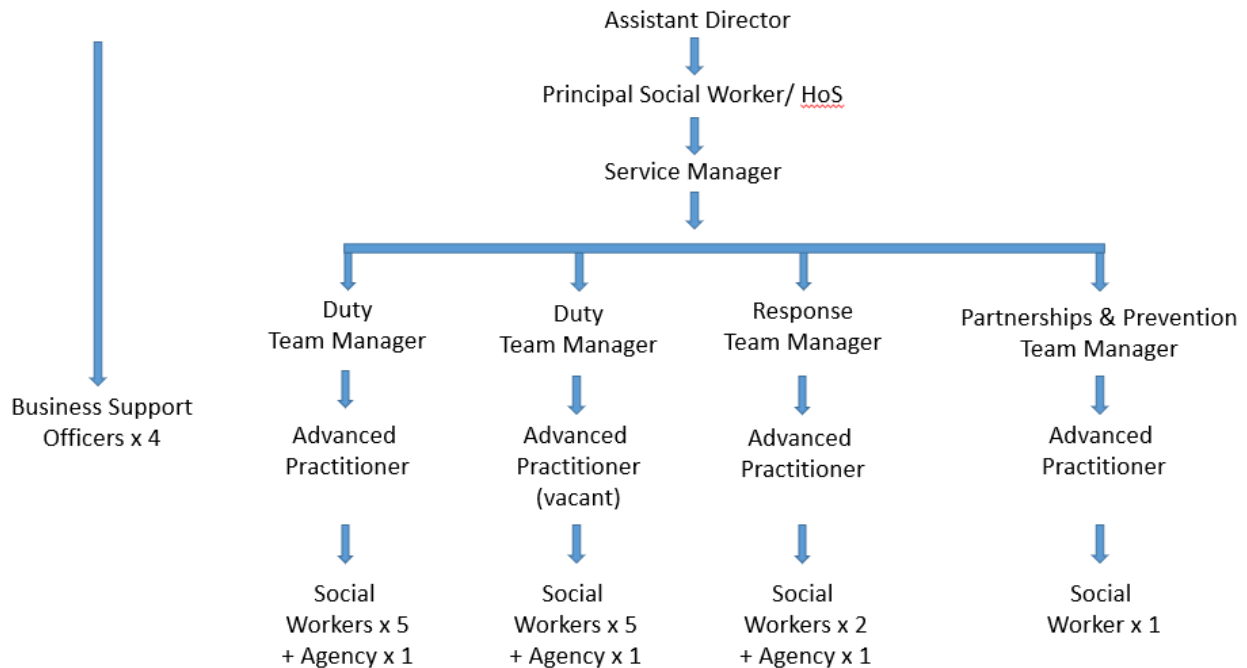 Assistant Director
Principal Social Worker/ HoS
Service Manager
Duty
Team Manager
Duty
Team Manager
Response
Team Manager
Partnerships & Prevention
Team Manager
Business Support
Officers x 4
Advanced
Practitioner
Advanced
Practitioner
(vacant)
Advanced
Practitioner
Advanced
Practitioner
Social
Workers x 5
+ Agency x 1
Social
Workers x 5
+ Agency x 1
Social
Workers x 2
+ Agency x 1
Social
Worker x 1